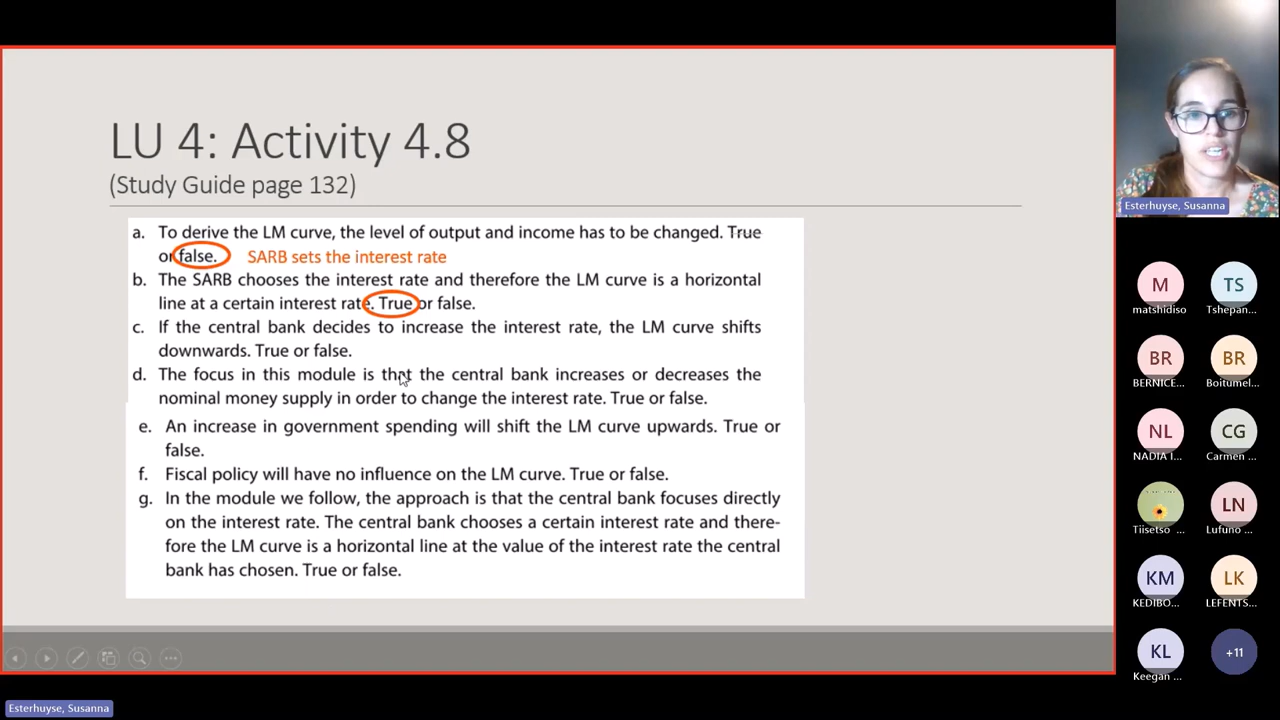 LU 4: Activity 4.8
(Study Guide page 132)
a. To derive the LM curve, the level of output and income has to be changed. True
or false. SARB sets the interest rate
b. The SARB chooses the interest rate and therefore the LM curve is a horizontal
line at a certain interest rate. True or false.
c. If the central bank decides to increase the interest rate, the LM curve shifts
downwards. True or false.
d. The focus in this module is that the central bank increases or decreases the
nominal money supply in order to change the interest rate. True or false.
e. An increase in government spending will shift the LM curve upwards. True or
false.
f. Fiscal policy will have no influence on the LM curve. True or false.
g. In the module we follow, the approach is that the central bank focuses directly
on the interest rate. The central bank chooses a certain interest rate and there-
fore the LM curve is a horizontal line at the value of the interest rate the central
bank has chosen. True or false.
Esterhuyse, Susanna
M
matshidiso
TS
Tshepan...
BR
BERNICE...
BR
Boitumel...
NL
NADIA I...
CG
Carmen ...
Tiisetso ...
LN
Lufuno ...
KM
KEDIBO...
LK
LEFENTS...
KL
Keegan ...
+11
Esterhuyse, Susanna